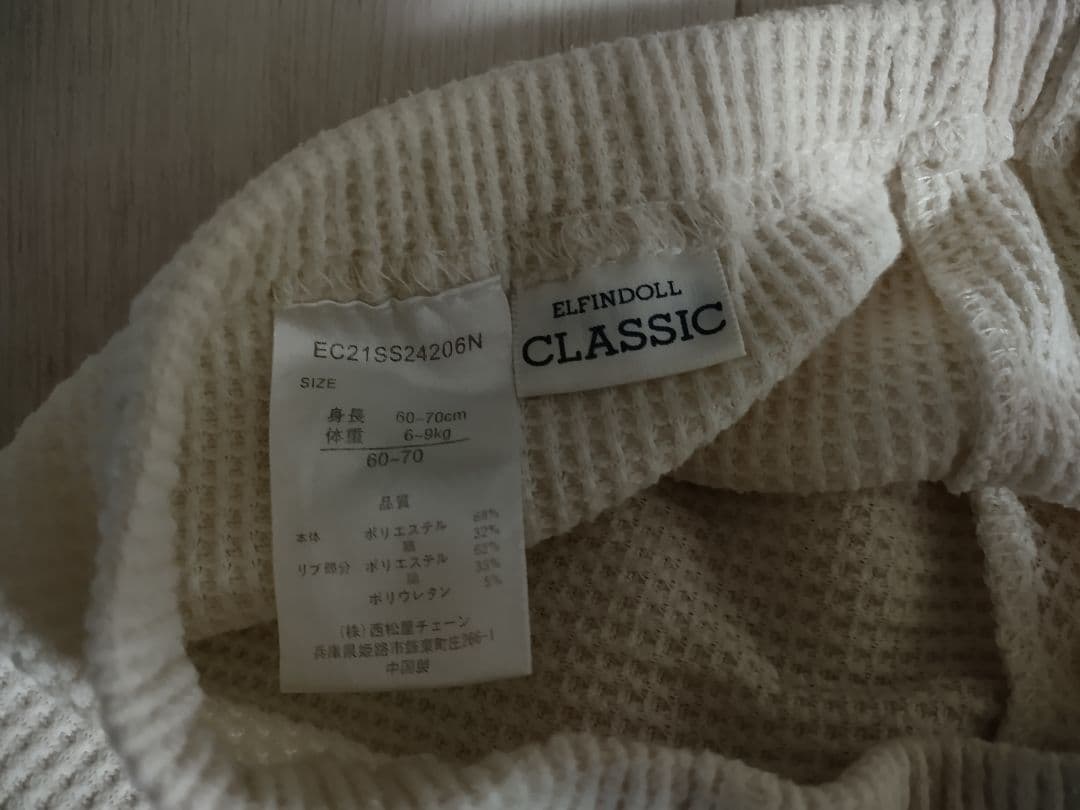 EC21SS24206N
SIZE
身長 60-70cm
体重 6-9kg
60-70
品質
本体 ポリエステル 68%
綿 32%
リブ部分 ポリエステル 62%
綿 33%
ポリウレタン 5%
(株)西松屋チェーン
兵庫県姫路市飾東町庄266-1
中国製
ELFINDOLL
CLASSIC